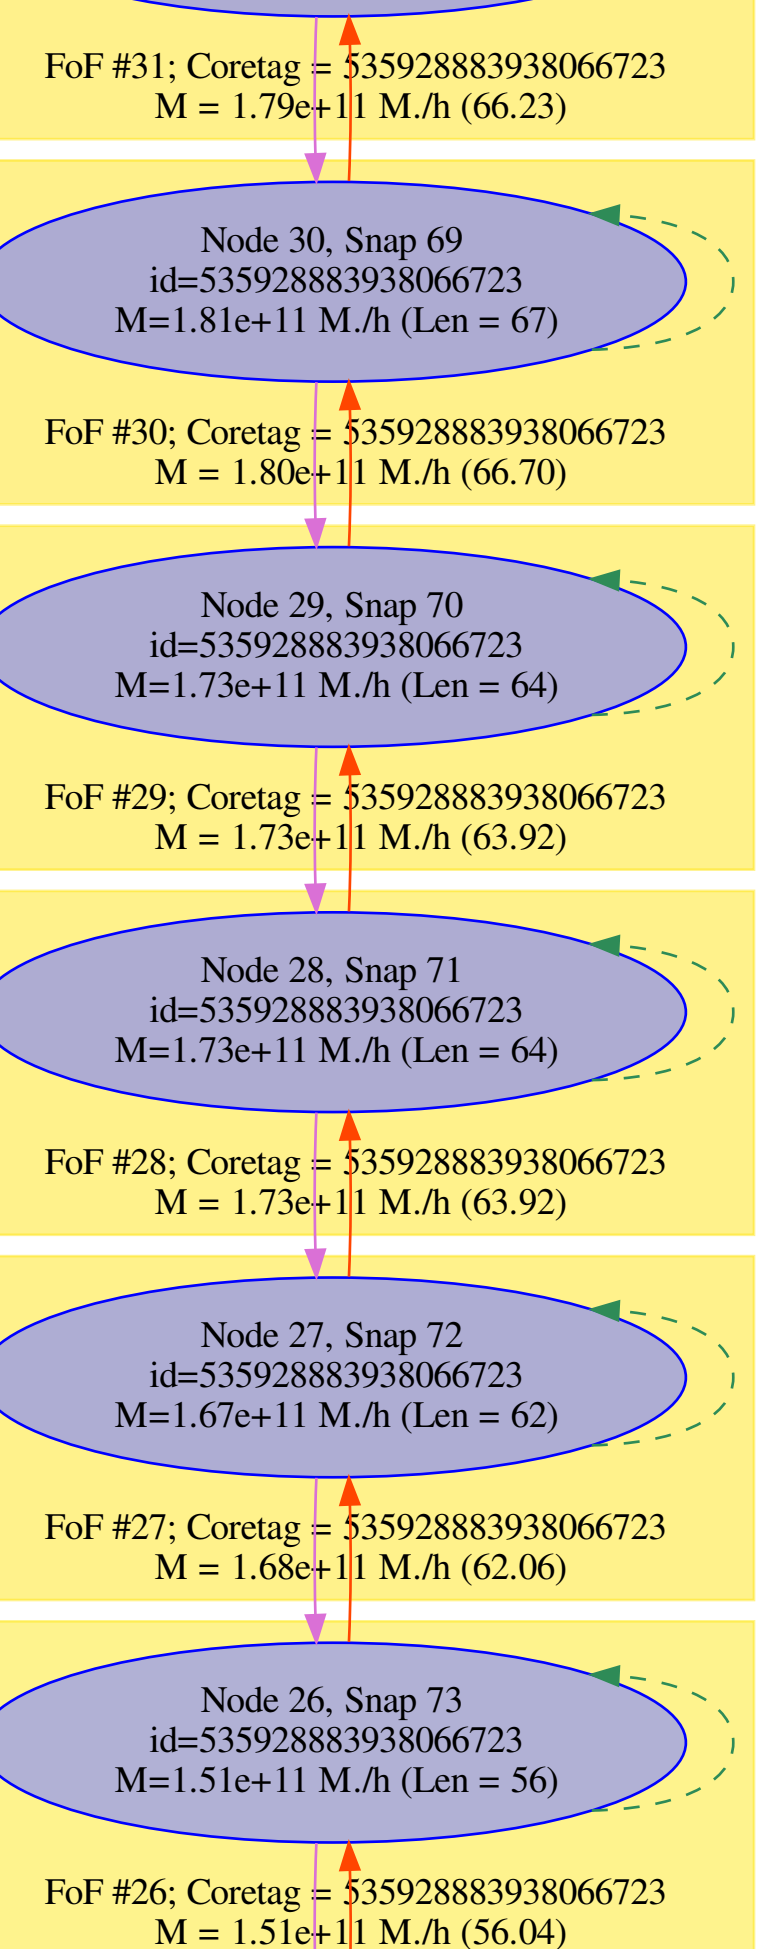 FoF #31; Coretag = 535928883938066723
M = 1.79e+11 M./h (66.23)
Node 30, Snap 69
id=535928883938066723
M=1.81e+11 M./h (Len = 67)
FoF #30; Coretag = 535928883938066723
M = 1.80e+11 M./h (66.70)
Node 29, Snap 70
id=535928883938066723
M=1.73e+11 M./h (Len = 64)
FoF #29; Coretag = 535928883938066723
M = 1.73e+11 M./h (63.92)
Node 28, Snap 71
id=535928883938066723
M=1.73e+11 M./h (Len = 64)
FoF #28; Coretag = 535928883938066723
M = 1.73e+11 M./h (63.92)
Node 27, Snap 72
id=535928883938066723
M=1.67e+11 M./h (Len = 62)
FoF #27; Coretag = 535928883938066723
M = 1.68e+11 M./h (62.06)
Node 26, Snap 73
id=535928883938066723
M=1.51e+11 M./h (Len = 56)
FoF #26; Coretag = 535928883938066723
M = 1.51e+11 M./h (56.04)